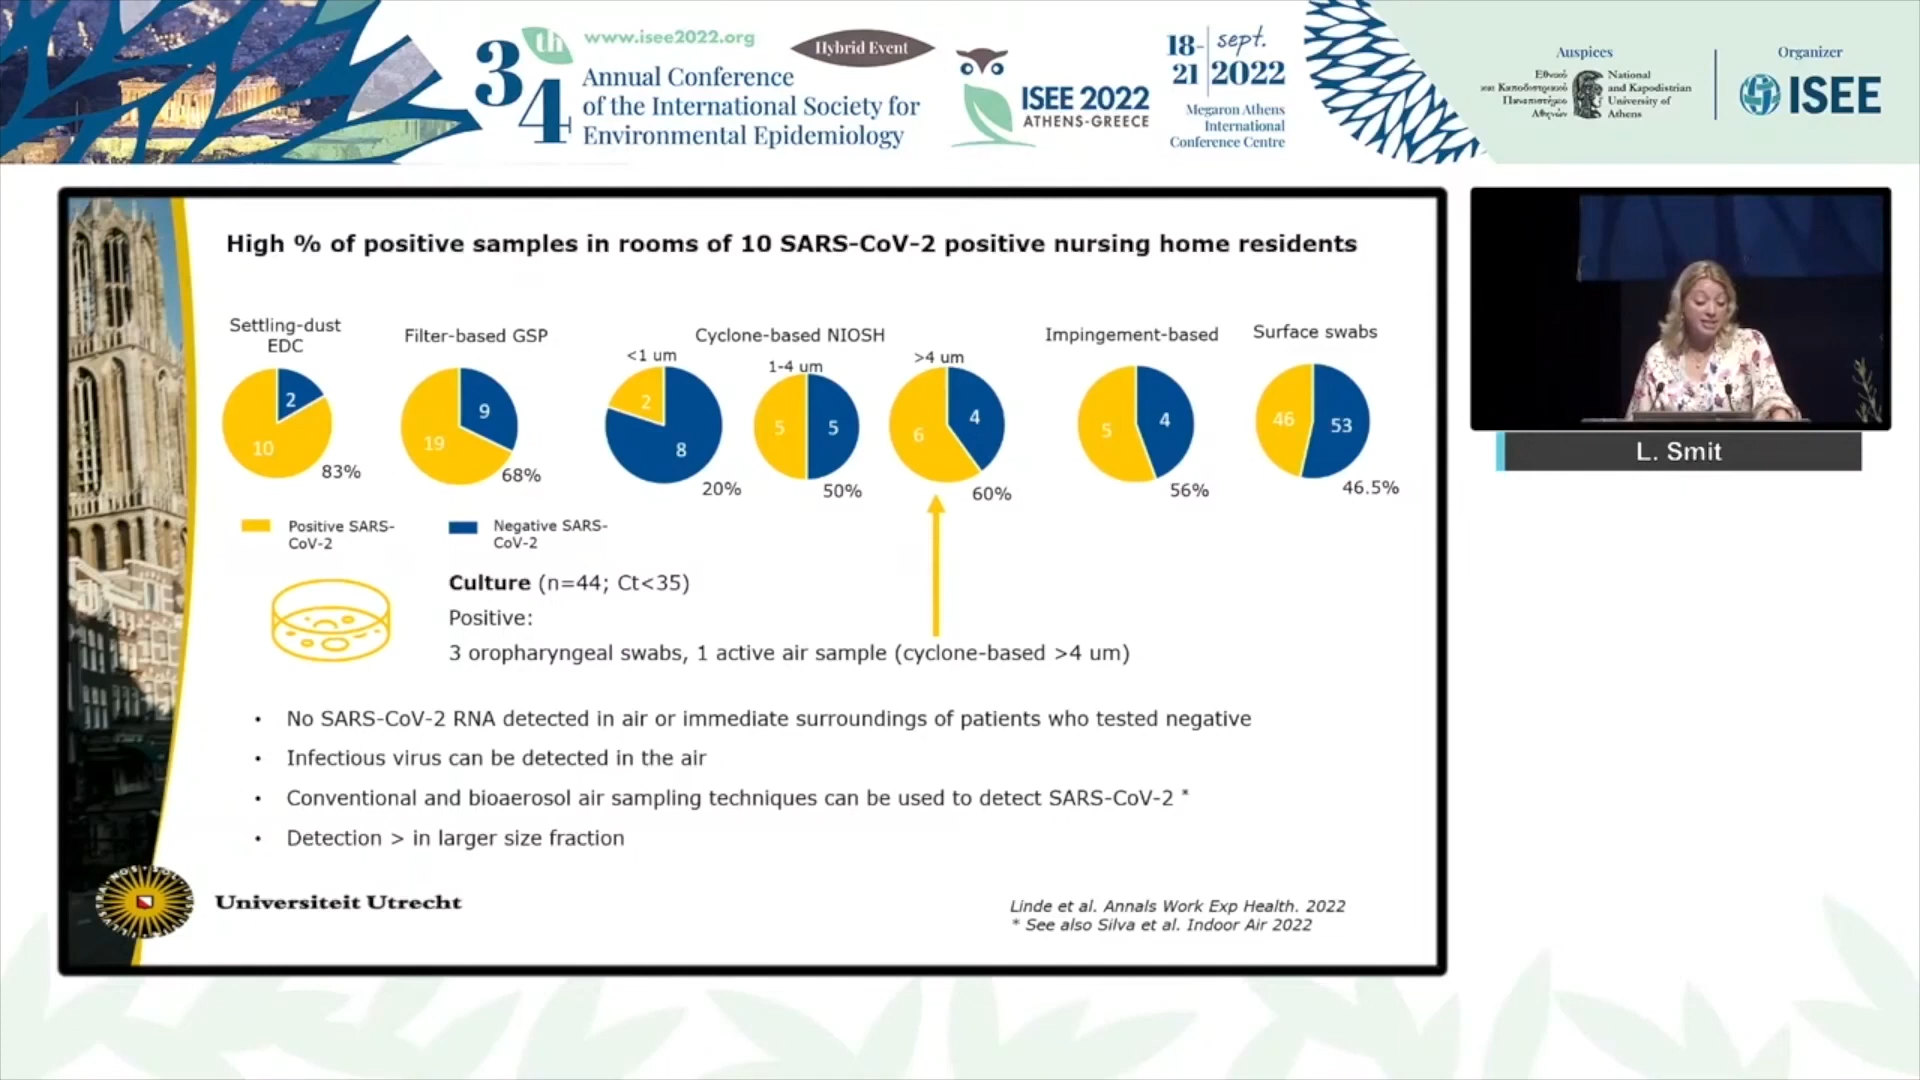 34th
www.isee2022.org
Hybrid Event
Annual Conference
of the International Society for
Environmental Epidemiology
ISEE 2022
ATHENS-GREECE
18-21 sept. 2022
Megaron Athens
International
Conference Centre
Auspices
Εθνικό
και Καποδιστριακό
Πανεπιστήμιο
Αθηνών
National
and Kapodistrian
University of
Athens
Organizer
ISEE
High % of positive samples in rooms of 10 SARS-CoV-2 positive nursing home residents
Settling-dust
EDC
2
10
83%
Filter-based GSP
9
19
68%
Cyclone-based NIOSH
<1 um
2
8
20%
1-4 um
5
5
50%
>4 um
4
6
60%
Impingement-based
5
4
56%
Surface swabs
46
53
46.5%
Positive SARS-
CoV-2
Negative SARS-
CoV-2
Culture (n=44; Ct<35)
Positive:
3 oropharyngeal swabs, 1 active air sample (cyclone-based >4 um)
• No SARS-CoV-2 RNA detected in air or immediate surroundings of patients who tested negative
• Infectious virus can be detected in the air
• Conventional and bioaerosol air sampling techniques can be used to detect SARS-CoV-2 *
• Detection > in larger size fraction
Universiteit Utrecht
Linde et al. Annals Work Exp Health. 2022
* See also Silva et al. Indoor Air 2022
L. Smit